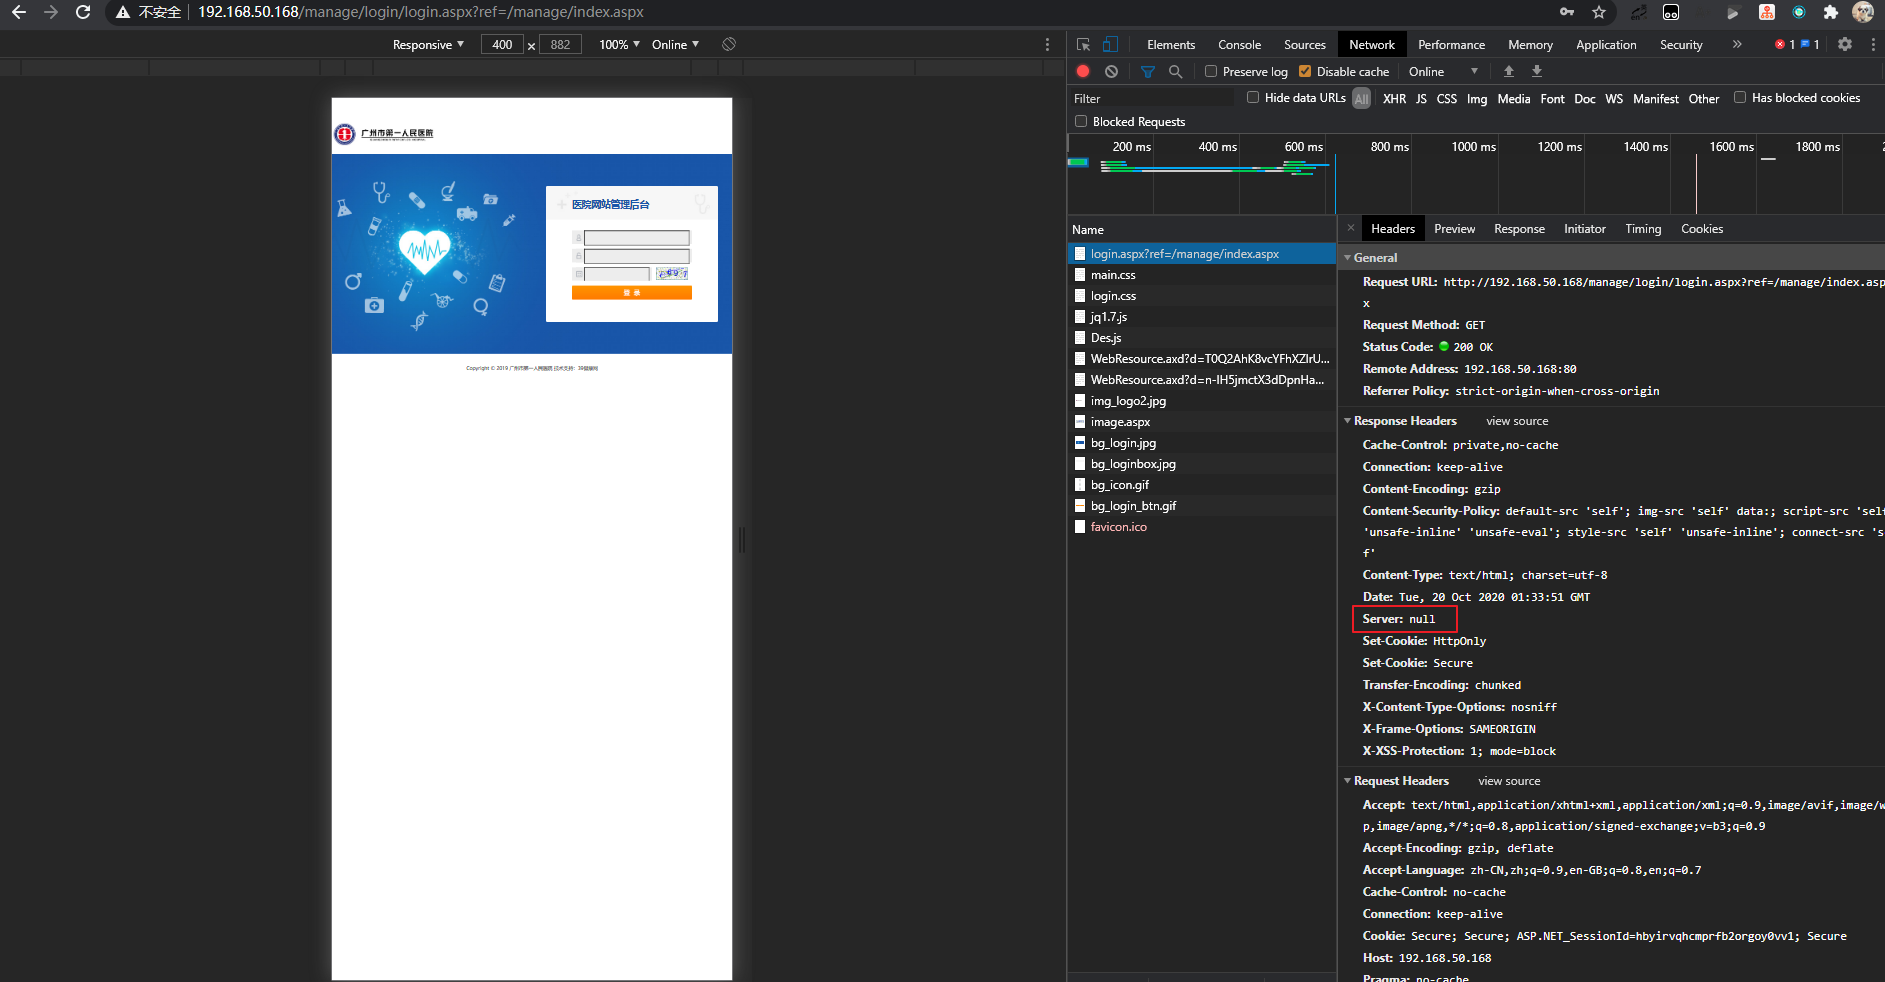 不安全 192.168.50.168/manage/login/login.aspx?ref=/manage/index.aspx
Responsive 400 × 882 100% Online
广州市第一人民医院
医院网站管理后台
登 录
Copyright © 2019 广州市第一人民医院 技术支持：39健康网
Elements Console Sources Network Performance Memory Application Security » 1 1
Preserve log Disable cache Online
Filter Hide data URLs All XHR JS CSS Img Media Font Doc WS Manifest Other Has blocked cookies
Blocked Requests
200 ms 400 ms 600 ms 800 ms 1000 ms 1200 ms 1400 ms 1600 ms 1800 ms
Name
login.aspx?ref=/manage/index.aspx
main.css
login.css
jq1.7.js
Des.js
WebResource.axd?d=T0Q2AhK8vcYFhXZIrU...
WebResource.axd?d=n-IH5jmctX3dDpnHa...
img_logo2.jpg
image.aspx
bg_login.jpg
bg_loginbox.jpg
bg_icon.gif
bg_login_btn.gif
favicon.ico
× Headers Preview Response Initiator Timing Cookies
General
Request URL: http://192.168.50.168/manage/login/login.aspx?ref=/manage/index.asp
x
Request Method: GET
Status Code: 200 OK
Remote Address: 192.168.50.168:80
Referrer Policy: strict-origin-when-cross-origin
Response Headers view source
Cache-Control: private,no-cache
Connection: keep-alive
Content-Encoding: gzip
Content-Security-Policy: default-src 'self'; img-src 'self' data:; script-src 'self
'unsafe-inline' 'unsafe-eval'; style-src 'self' 'unsafe-inline'; connect-src 's
f'
Content-Type: text/html; charset=utf-8
Date: Tue, 20 Oct 2020 01:33:51 GMT
Server: null
Set-Cookie: HttpOnly
Set-Cookie: Secure
Transfer-Encoding: chunked
X-Content-Type-Options: nosniff
X-Frame-Options: SAMEORIGIN
X-XSS-Protection: 1; mode=block
Request Headers view source
Accept: text/html,application/xhtml+xml,application/xml;q=0.9,image/avif,image/w
p,image/apng,*/*;q=0.8,application/signed-exchange;v=b3;q=0.9
Accept-Encoding: gzip, deflate
Accept-Language: zh-CN,zh;q=0.9,en-GB;q=0.8,en;q=0.7
Cache-Control: no-cache
Connection: keep-alive
Cookie: Secure; Secure; ASP.NET_SessionId=hbyirvqhcmprfb2orgoy0vv1; Secure
Host: 192.168.50.168
Pragma: no-cache